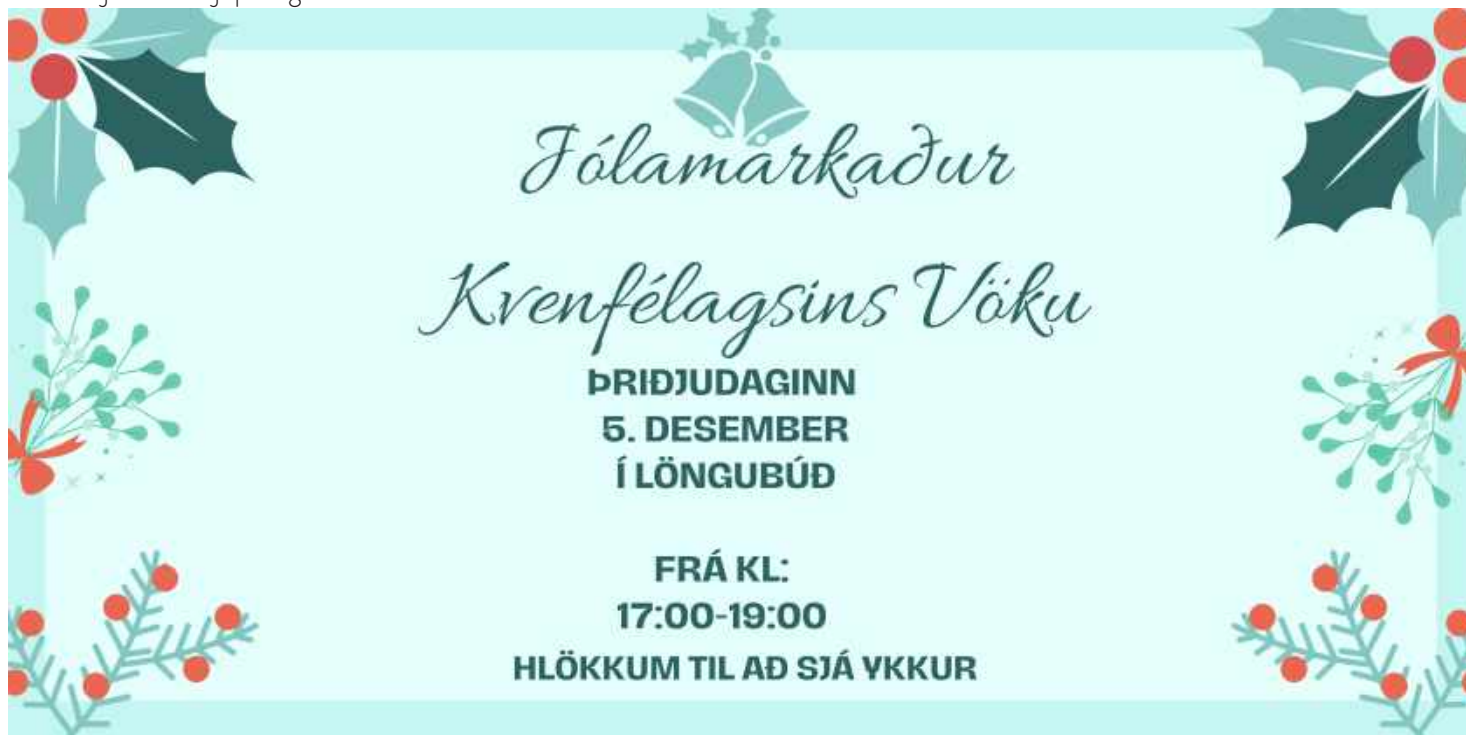 Jólamarkaður
Kvenfélagsins Vöku
ÞRIÐJUDAGINN
5. DESEMBER
Í LÖNGUBÚÐ
FRÁ KL:
17:00-19:00
HLÖKKUM TIL AÐ SJÁ YKKUR